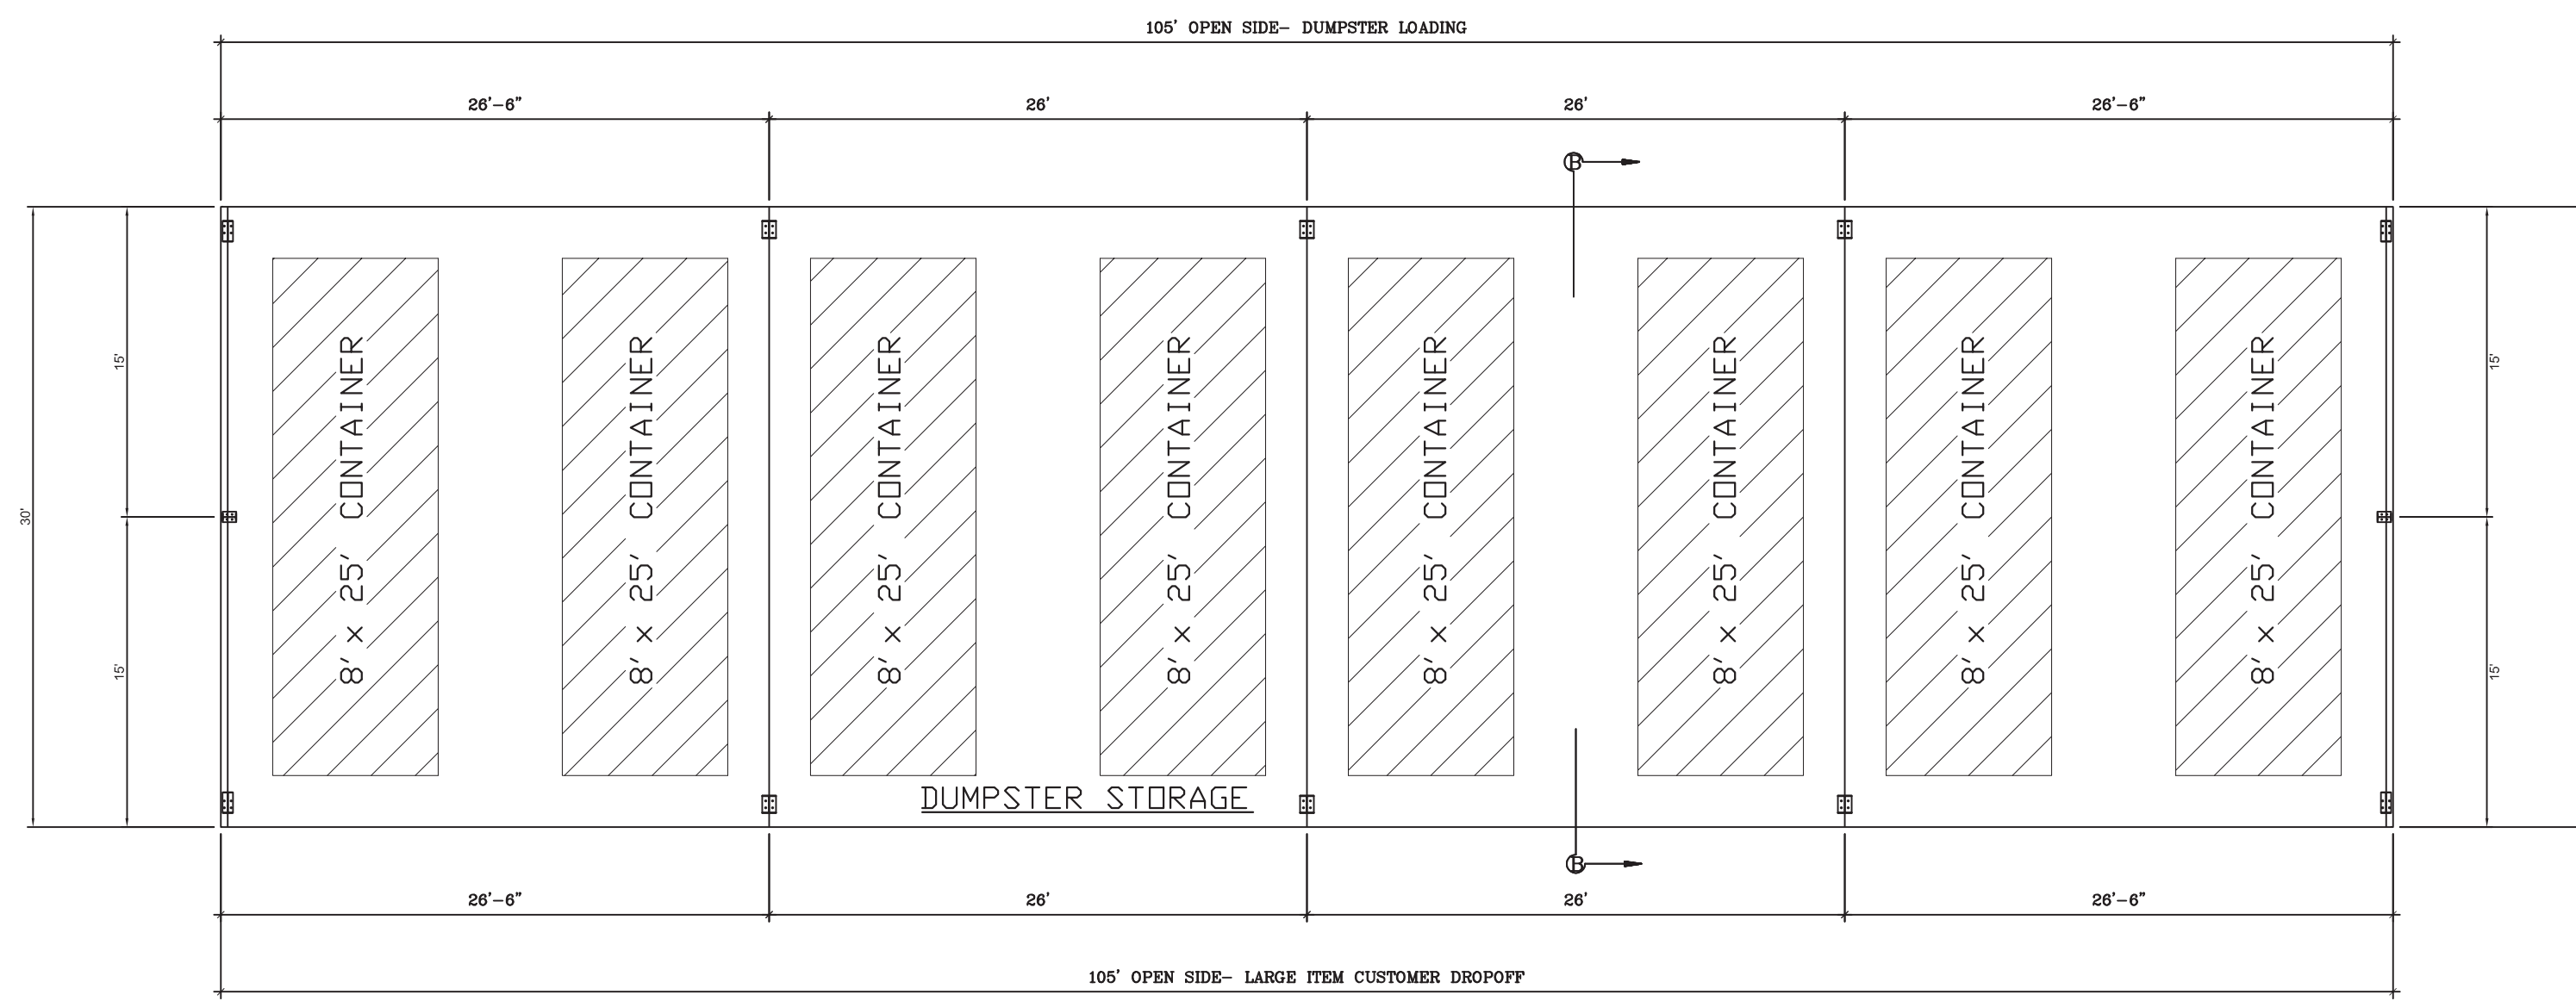 105' OPEN SIDE- DUMPSTER LOADING
26'-6" 26' 26' 26'-6"
B
15' 15'
30'
8' x 25' CONTAINER
8' x 25' CONTAINER
8' x 25' CONTAINER
8' x 25' CONTAINER
8' x 25' CONTAINER
8' x 25' CONTAINER
8' x 25' CONTAINER
8' x 25' CONTAINER
15' 15'
DUMPSTER STORAGE
B
26'-6" 26' 26' 26'-6"
105' OPEN SIDE- LARGE ITEM CUSTOMER DROPOFF